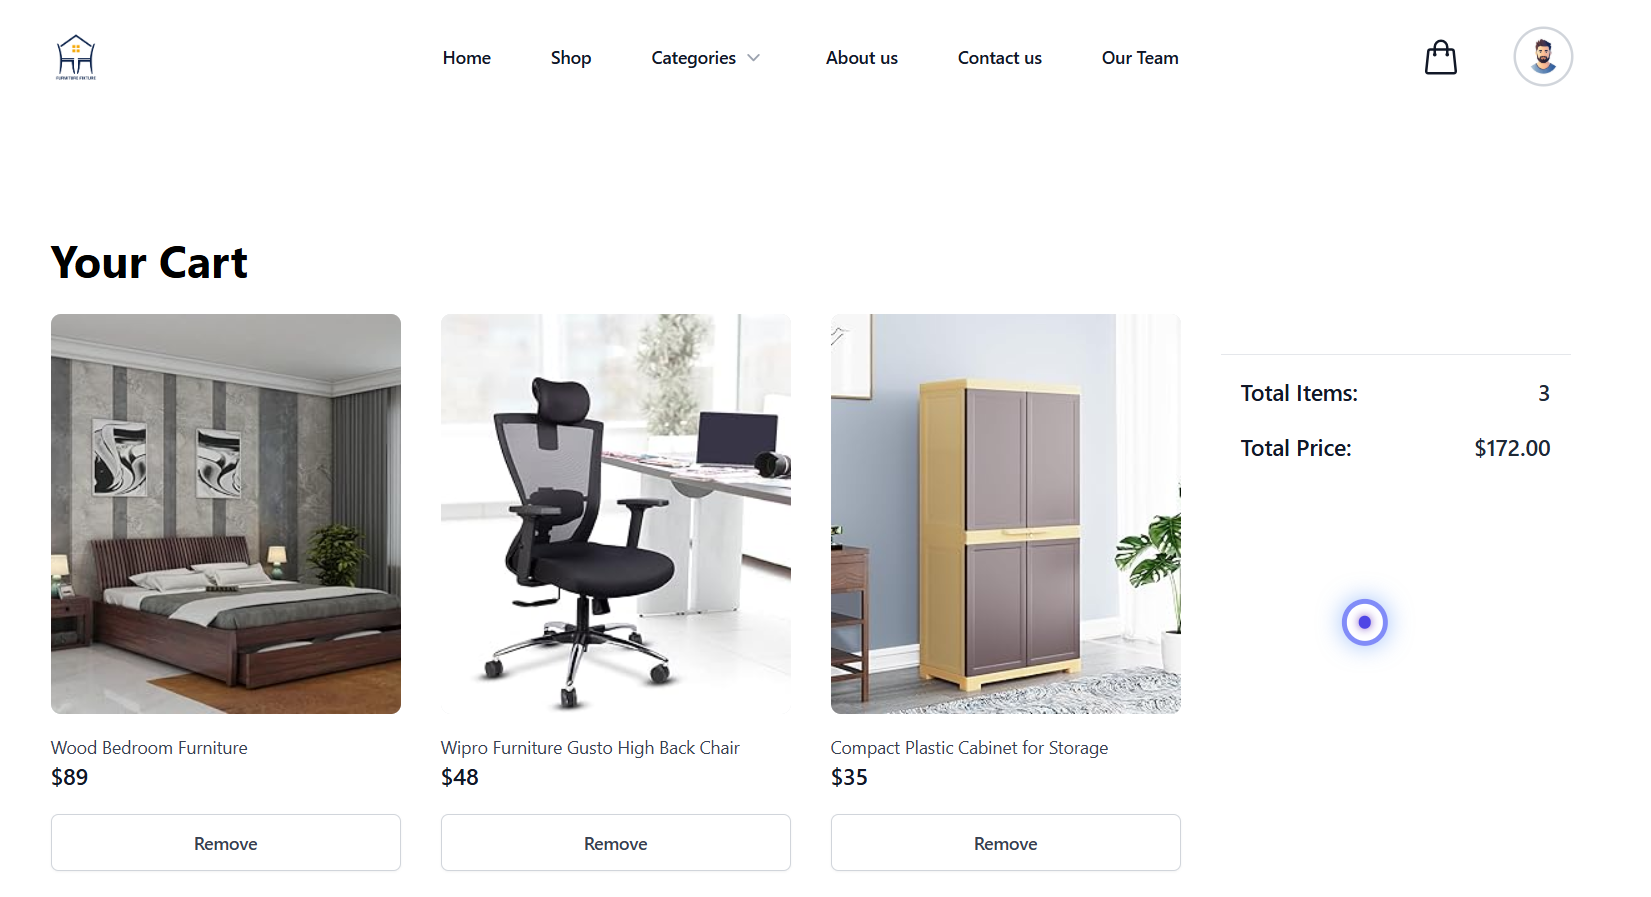 FURNITURE FIXTURE
Home Shop Categories About us Contact us Our Team
Your Cart
Total Items: 3
Total Price: $172.00
Wood Bedroom Furniture
$89
Remove
Wipro Furniture Gusto High Back Chair
$48
Remove
Compact Plastic Cabinet for Storage
$35
Remove